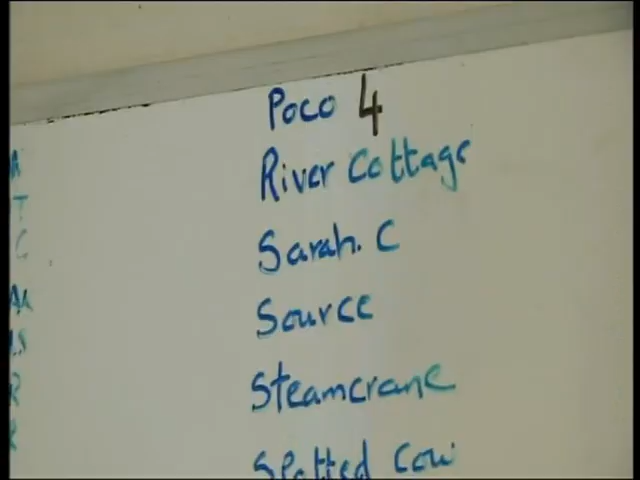 Poco 4
River Cottage
Sarah. C
Source
Steamcrane
Spotted Cow